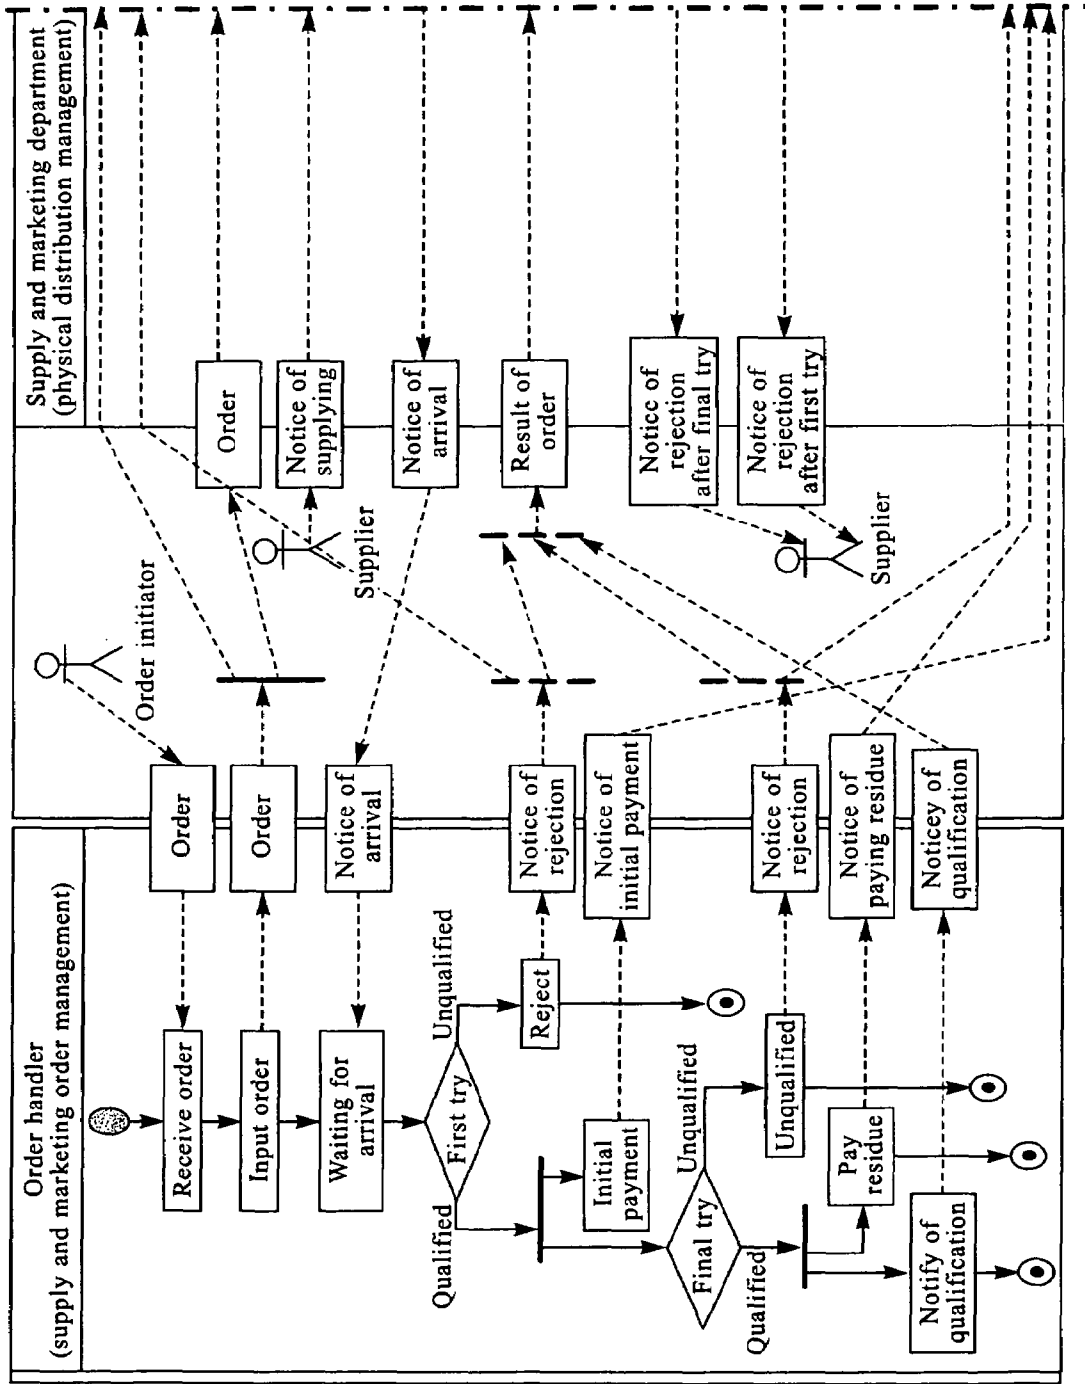 Order handler
(supply and marketing order management)
Supply and marketing department
(physical distribution management)
Order initiator
Receive order
Order
Input order
Order
Order
Supplier
Notice of
supplying
Waiting for
arrival
Notice of
arrival
Notice of
arrival
First try
Unqualified
Qualified
Reject
Notice of
rejection
Result of
order
Initial
payment
Notice of
initial payment
Final try
Unqualified
Qualified
Unqualified
Notice of
rejection
Supplier
Notice of
rejection
after final try
Notice of
rejection
after first try
Pay
residue
Notice of
paying residue
Notify of
qualification
Noticey of
qualification